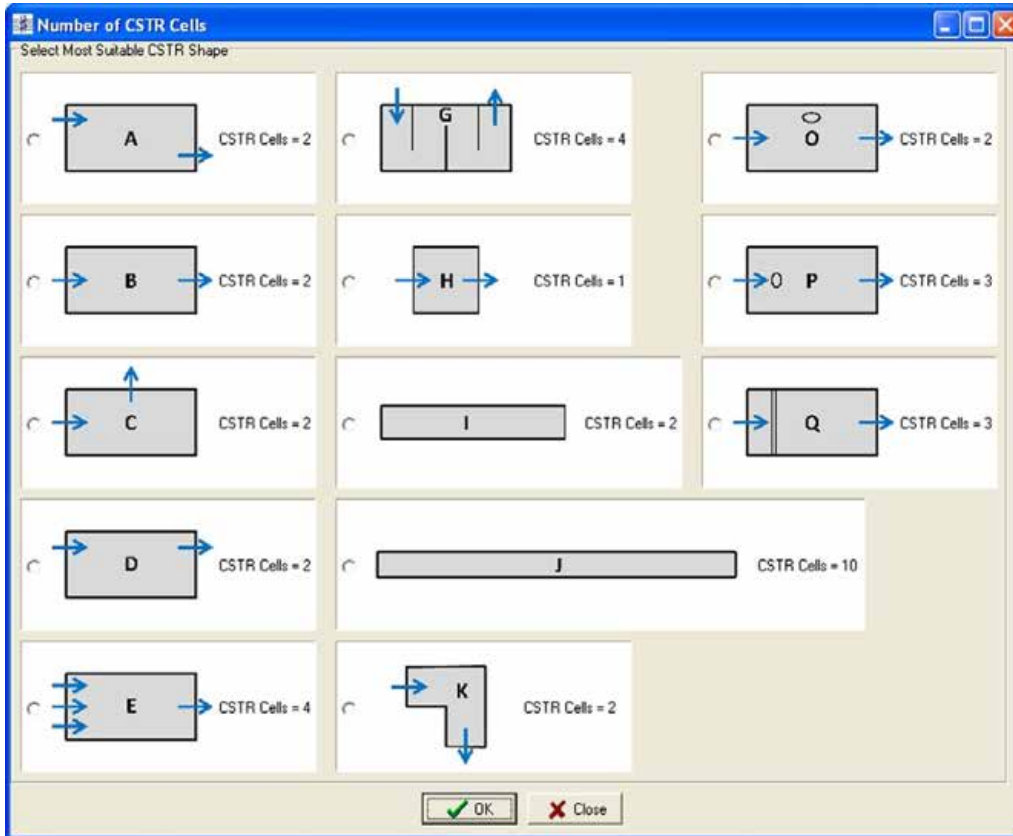 Number of CSTR Cells
Select Most Suitable CSTR Shape
A CSTR Cells = 2
G CSTR Cells = 4
O CSTR Cells = 2
B CSTR Cells = 2
H CSTR Cells = 1
P CSTR Cells = 3
C CSTR Cells = 2
I CSTR Cells = 2
Q CSTR Cells = 3
D CSTR Cells = 2
J CSTR Cells = 10
E CSTR Cells = 4
K CSTR Cells = 2
OK Close